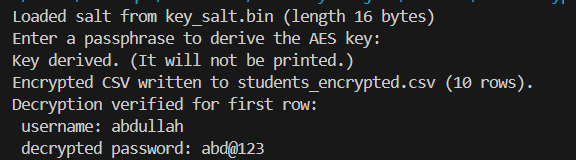 Loaded salt from key_salt.bin (length 16 bytes)
Enter a passphrase to derive the AES key:
Key derived. (It will not be printed.)
Encrypted CSV written to students_encrypted.csv (10 rows).
Decryption verified for first row:
username: abdullah
decrypted password: abd@123